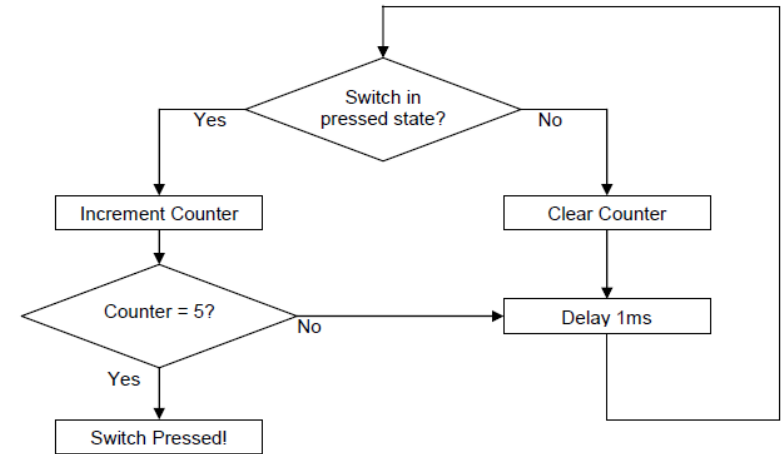 Switch in
pressed state?
Yes
No
Increment Counter
Clear Counter
Counter = 5?
Delay 1ms
No
Yes
Switch Pressed!